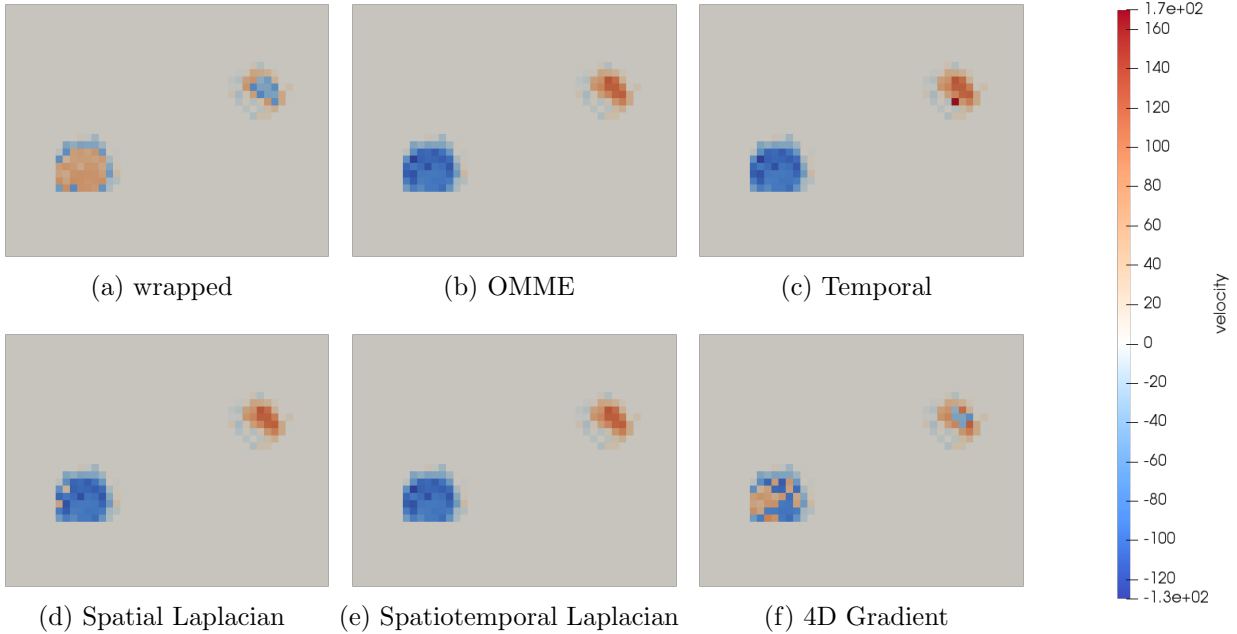 (a) wrapped
(b) OMME
(c) Temporal
(d) Spatial Laplacian
(e) Spatiotemporal Laplacian
(f) 4D Gradient
1.7e+02
160
140
120
100
80
60
40
20
0
-20
-40
-60
-80
-100
-120
-1.3e+02
velocity